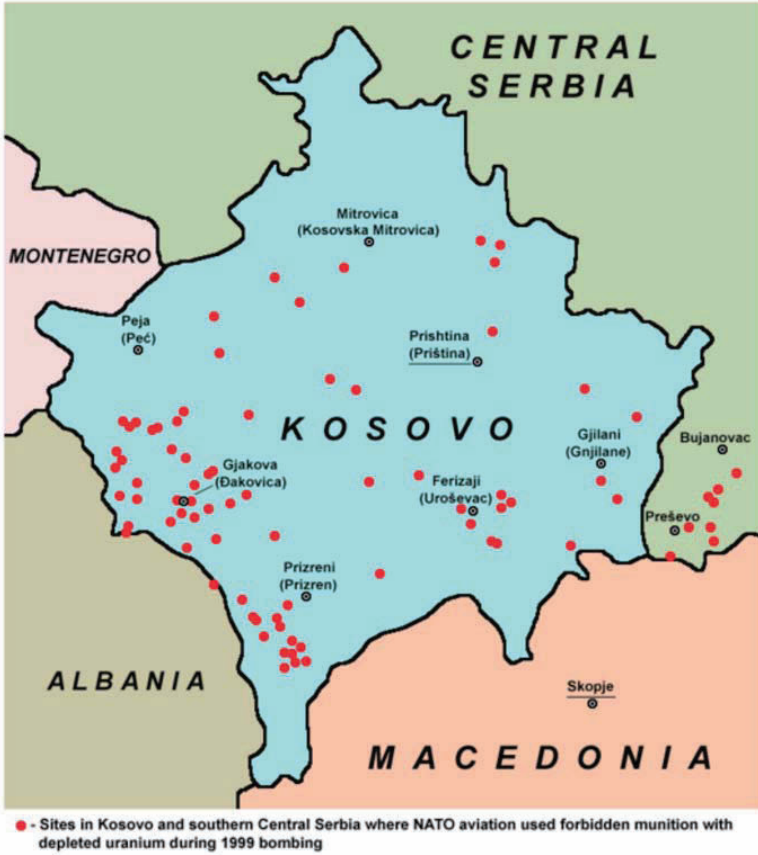 CENTRAL
SERBIA
Mitrovica
(Kosovska Mitrovica)
MONTENEGRO
Peja
(Peć)
Prishtina
(Priština)
KOSOVO
Gjilani
(Gnjilane)
Bujanovac
Gjakova
(Đakovica)
Ferizaji
(Uroševac)
Preševo
Prizreni
(Prizren)
ALBANIA
Skopje
MACEDONIA
- Sites in Kosovo and southern Central Serbia where NATO aviation used forbidden munition with
depleted uranium during 1999 bombing